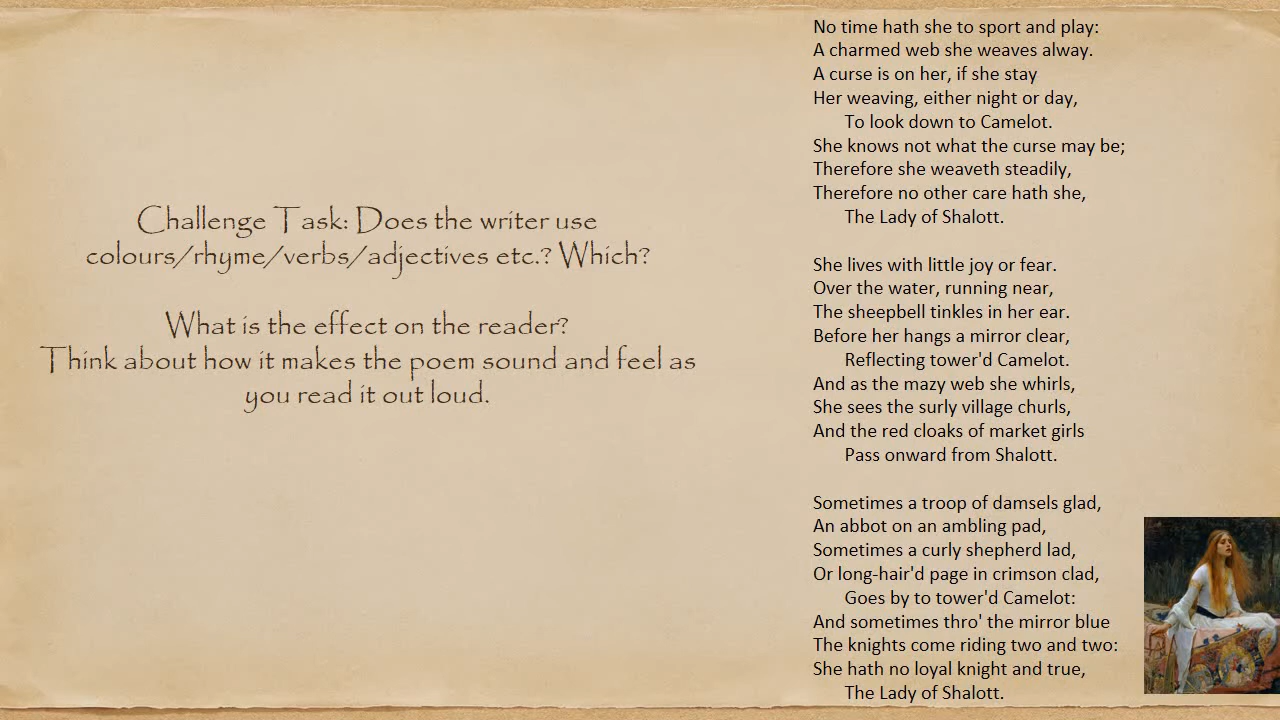 Challenge Task: Does the writer use
colours/rhyme/verbs/adjectives etc.? Which?
What is the effect on the reader?
Think about how it makes the poem sound and feel as
you read it out loud.
No time hath she to sport and play:
A charmed web she weaves alway.
A curse is on her, if she stay
Her weaving, either night or day,
To look down to Camelot.
She knows not what the curse may be;
Therefore she weaveth steadily,
Therefore no other care hath she,
The Lady of Shalott.
She lives with little joy or fear.
Over the water, running near,
The sheepbell tinkles in her ear.
Before her hangs a mirror clear,
Reflecting tower'd Camelot.
And as the mazy web she whirls,
She sees the surly village churls,
And the red cloaks of market girls
Pass onward from Shalott.
Sometimes a troop of damsels glad,
An abbot on an ambling pad,
Sometimes a curly shepherd lad,
Or long-hair'd page in crimson clad,
Goes by to tower'd Camelot:
And sometimes thro' the mirror blue
The knights come riding two and two:
She hath no loyal knight and true,
The Lady of Shalott.